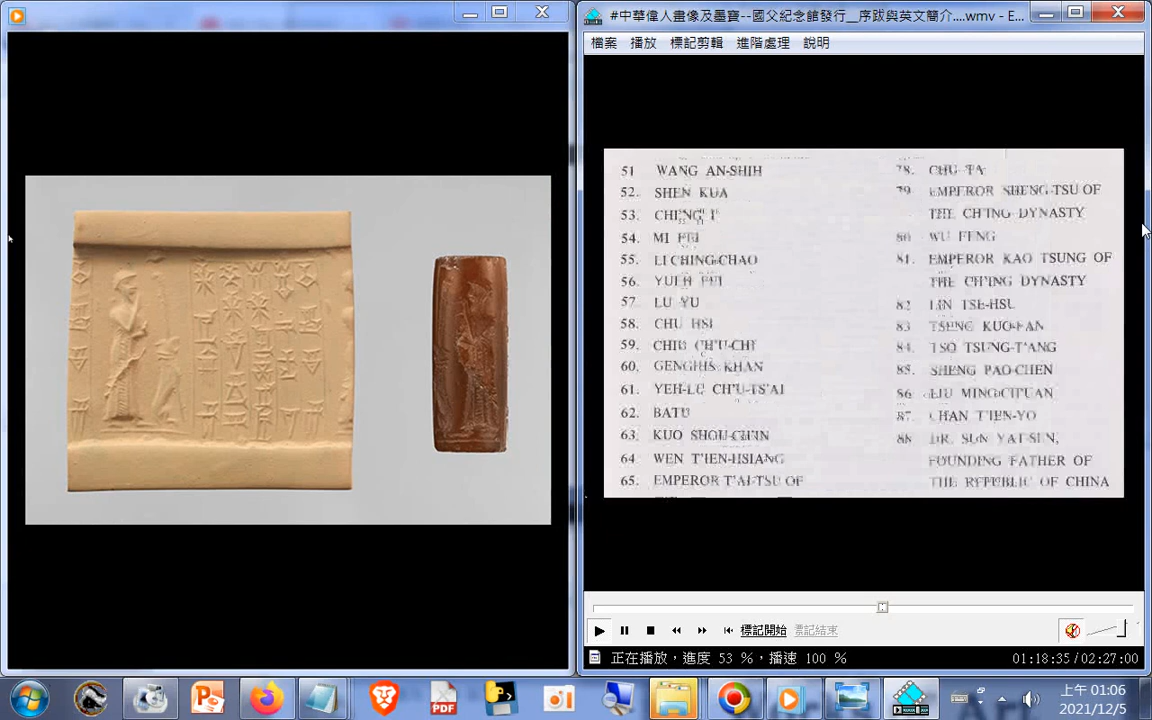 #中華偉人畫像及墨寶--國父紀念館發行__序跋與英文簡介....wmv - E...
檔案 播放 標記剪輯 進階處理 說明
51 WANG AN-SHIH
52. SHEN KUA
53. CHENG I
54. MI FEI
55. LI CHING-CHAO
56. YUEH FEI
57. LU YU
58. CHU HSI
59. CHIU CH'U-CHI
60. GENGHIS KHAN
61. YEH-LU CH'U-TS'AI
62. BATU
63. KUO SHOU-CHIN
64. WEN T'IEN-HSIANG
65. EMPEROR T'AI-TSU OF
78. CHU TA
79. EMPEROR SHENG-TSU OF
THE CH'ING DYNASTY
80 WU FENG
81. EMPEROR KAO TSUNG OF
THE CH'ING DYNASTY
82. LIN TSE-HSU
83 TSENG KUO-FAN
84. TSO TSUNG-T'ANG
85. SHENG PAO-CHEN
86 LIU MING-CH'UAN
87. CHAN T'IEN-YO
88 DR. SUN YAT-SEN,
FOUNDING FATHER OF
THE REPUBLIC OF CHINA
標記開始 標記結束
正在播放，進度 53 %，播速 100 %
01:18:35 / 02:27:00
PDF
上午 01:06
2021/12/5